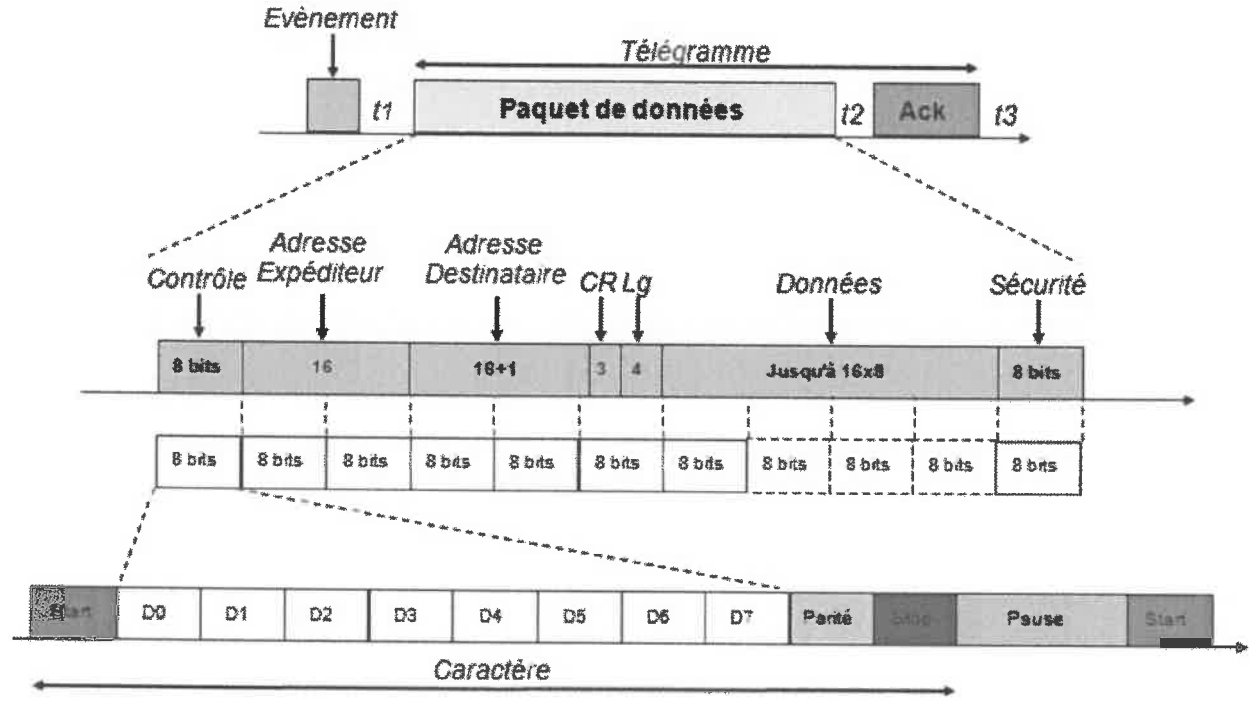 Evènement
Télégramme
t1 Paquet de données t2 Ack t3
Contrôle Adresse Expéditeur Adresse Destinataire CR Lg Données Sécurité
8 bits 16 16+1 3 4 Jusqu'à 16x8 8 bits
8 bits 8 bits 8 bits 8 bits 8 bits 8 bits 8 bits 8 bits 8 bits 8 bits 8 bits
Start D0 D1 D2 D3 D4 D5 D6 D7 Parité Stop Pause Start
Caractère